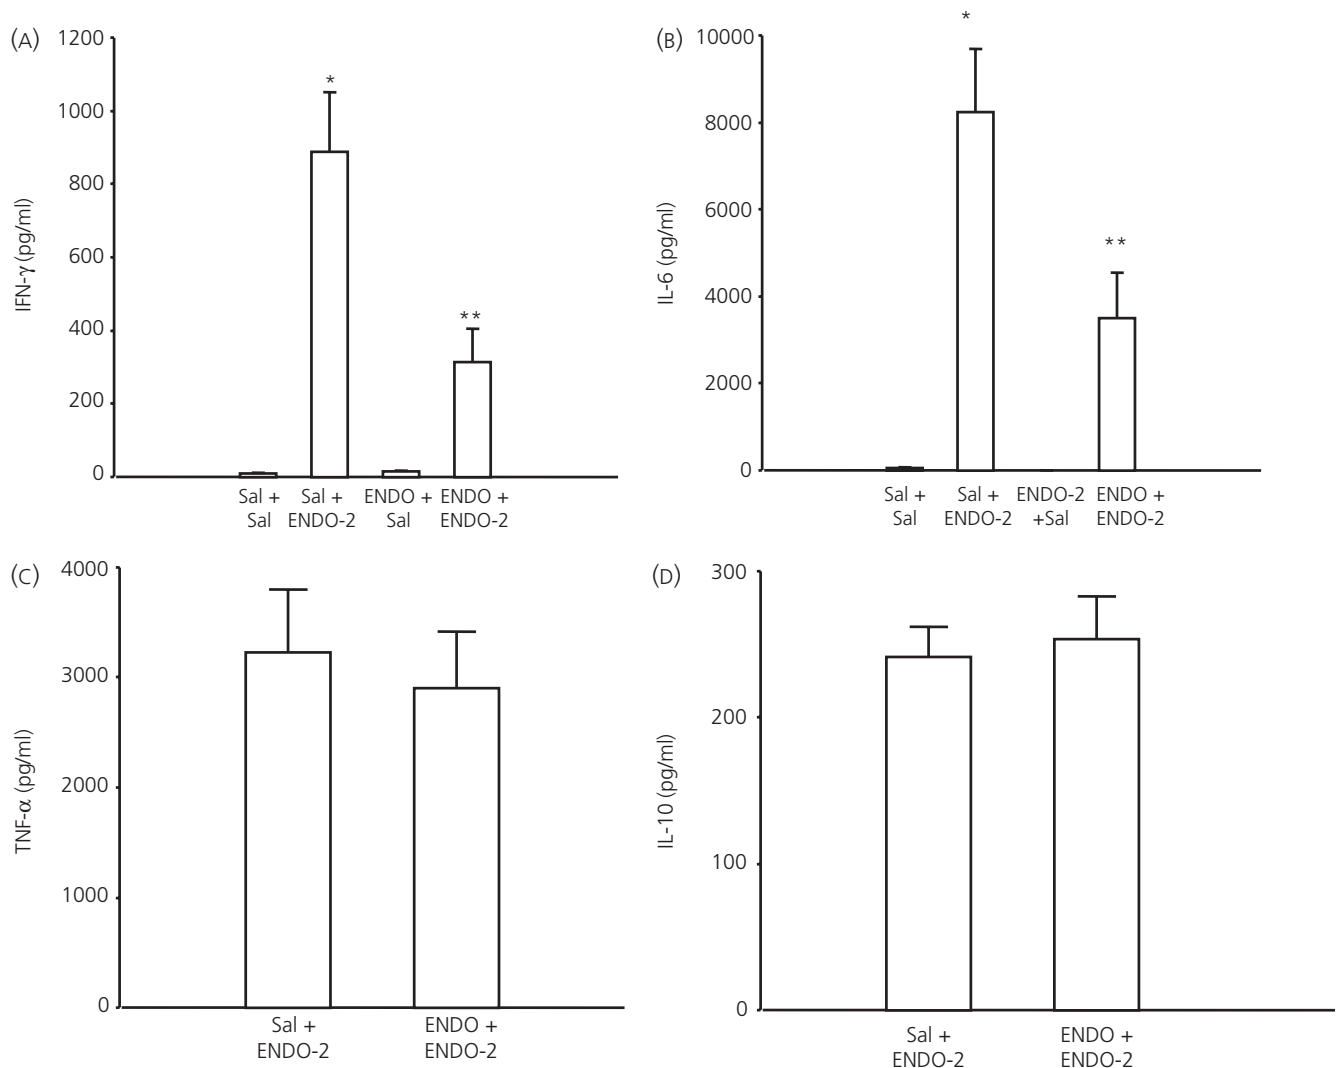 (A)
IFN-γ (pg/ml)
1200
1000
800
600
400
200
0
*
**
Sal +
Sal
Sal +
ENDO-2
ENDO +
Sal
ENDO +
ENDO-2
(B)
IL-6 (pg/ml)
10000
8000
6000
4000
2000
0
*
**
Sal +
Sal
Sal +
ENDO-2
ENDO-2
+Sal
ENDO +
ENDO-2
(C)
TNF-α (pg/ml)
4000
3000
2000
1000
0
Sal +
ENDO-2
ENDO +
ENDO-2
(D)
IL-10 (pg/ml)
300
200
100
0
Sal +
ENDO-2
ENDO +
ENDO-2